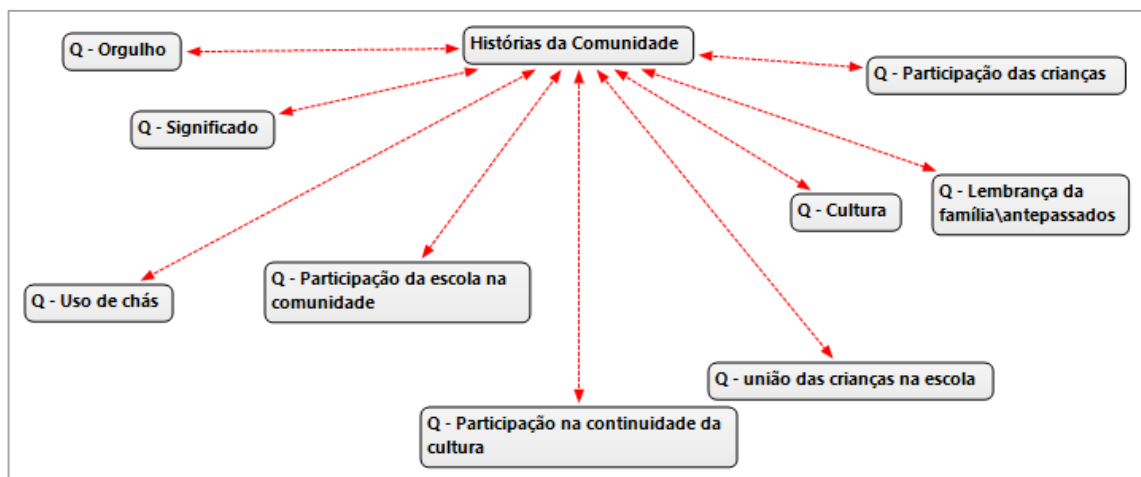 Histórias da Comunidade
Q - Orgulho
Q - Participação das crianças
Q - Significado
Q - Lembrança da
família\antepassados
Q - Cultura
Q - Participação da escola na
comunidade
Q - Uso de chás
Q - união das crianças na escola
Q - Participação na continuidade da
cultura